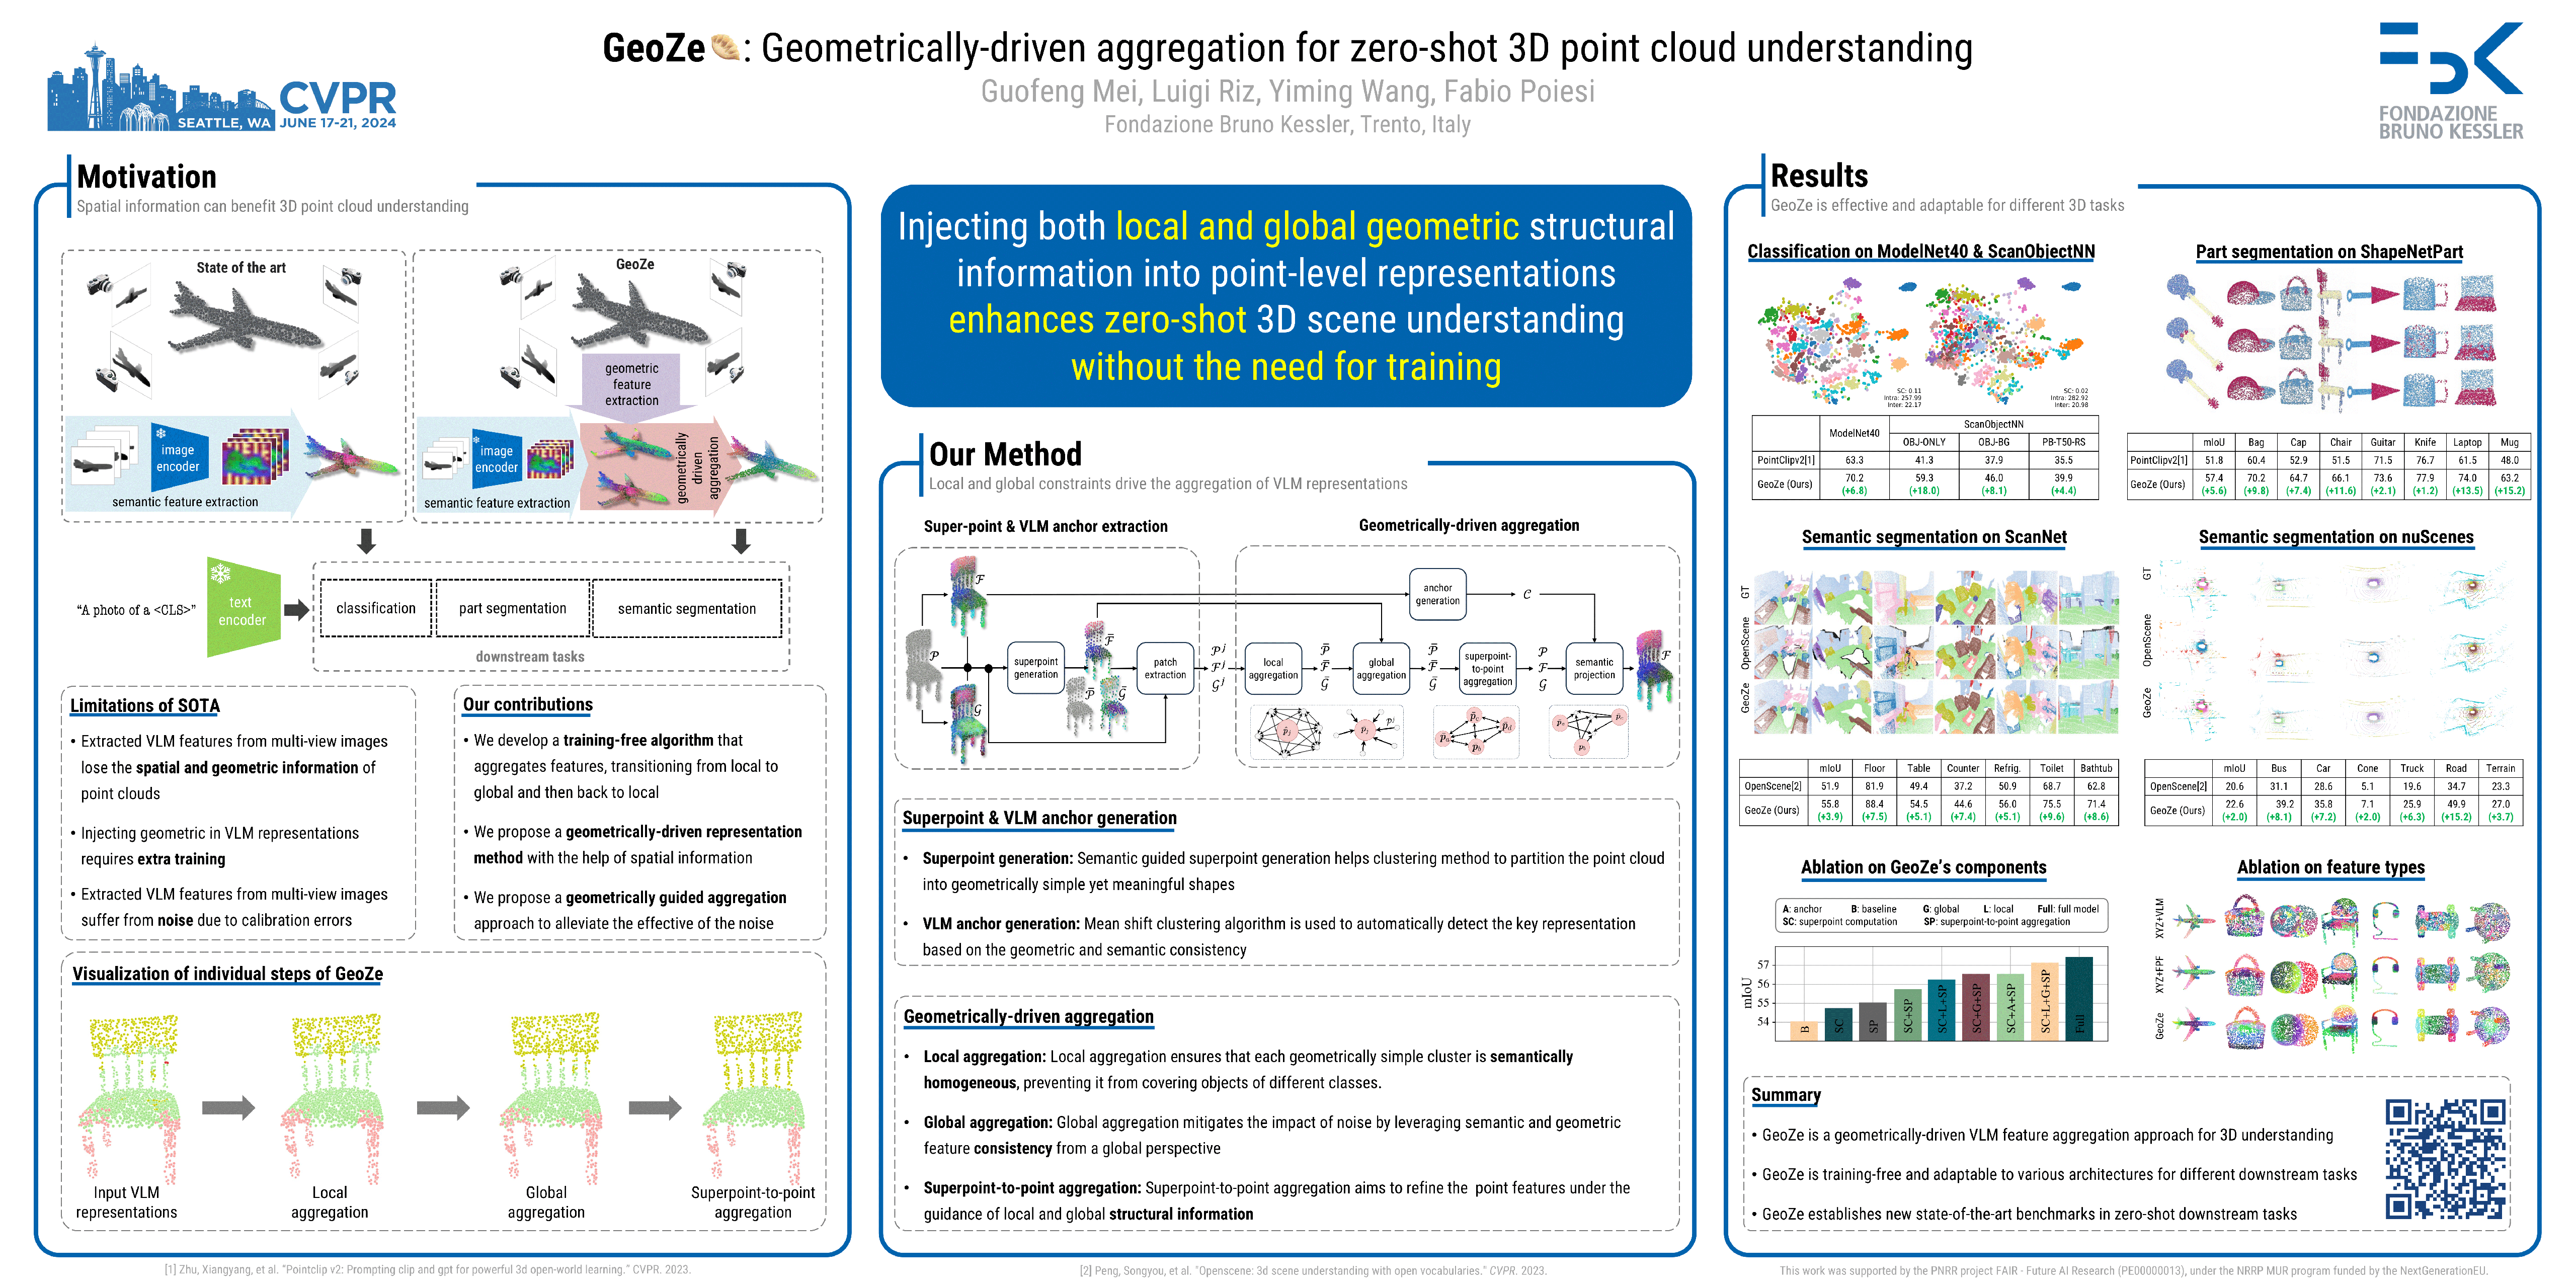 GeoZe: Geometrically-driven aggregation for zero-shot 3D point cloud understanding
Guofeng Mei, Luigi Riz, Yiming Wang, Fabio Poiesi
Fondazione Bruno Kessler, Trento, Italy
CVPR
SEATTLE, WA JUNE 17-21, 2024
FONDAZIONE
BRUNO KESSLER
Motivation
Spatial information can benefit 3D point cloud understanding
State of the art
GeoZe
geometric
feature
extraction
image
encoder
semantic feature extraction
image
encoder
semantic feature extraction
geometrically
driven
aggregation
"A photo of a <CLS>"
text
encoder
classification
part segmentation
semantic segmentation
downstream tasks
Limitations of SOTA
• Extracted VLM features from multi-view images
lose the spatial and geometric information of
point clouds
• Injecting geometric in VLM representations
requires extra training
• Extracted VLM features from multi-view images
suffer from noise due to calibration errors
Our contributions
• We develop a training-free algorithm that
aggregates features, transitioning from local to
global and then back to local
• We propose a geometrically-driven representation
method with the help of spatial information
• We propose a geometrically guided aggregation
approach to alleviate the effective of the noise
Visualization of individual steps of GeoZe
Input VLM
representations
Local
aggregation
Global
aggregation
Superpoint-to-point
aggregation
[1] Zhu, Xiangyang, et al. "Pointclip v2: Prompting clip and gpt for powerful 3d open-world learning." CVPR. 2023.
Injecting both local and global geometric structural
information into point-level representations
enhances zero-shot 3D scene understanding
without the need for training
Our Method
Local and global constraints drive the aggregation of VLM representations
Super-point & VLM anchor extraction
Geometrically-driven aggregation
superpoint
generation
patch
extraction
anchor
generation
local
aggregation
global
aggregation
superpoint-
to-point
aggregation
semantic
projection
Superpoint & VLM anchor generation
• Superpoint generation: Semantic guided superpoint generation helps clustering method to partition the point cloud
into geometrically simple yet meaningful shapes
• VLM anchor generation: Mean shift clustering algorithm is used to automatically detect the key representation
based on the geometric and semantic consistency
Geometrically-driven aggregation
• Local aggregation: Local aggregation ensures that each geometrically simple cluster is semantically
homogeneous, preventing it from covering objects of different classes.
• Global aggregation: Global aggregation mitigates the impact of noise by leveraging semantic and geometric
feature consistency from a global perspective
• Superpoint-to-point aggregation: Superpoint-to-point aggregation aims to refine the point features under the
guidance of local and global structural information
[2] Peng, Songyou, et al. "Openscene: 3d scene understanding with open vocabularies." CVPR. 2023.
Results
GeoZe is effective and adaptable for different 3D tasks
Classification on ModelNet40 & ScanObjectNN
SC: 0.11
Intra: 257.99
Inter: 22.17
SC: 0.02
Intra: 282.92
Inter: 20.98
ModelNet40 ScanObjectNN
OBJ-ONLY OBJ-BG PB-T50-RS
PointClipv2[1] 63.3 41.3 37.9 35.5
GeoZe (Ours) 70.2 59.3 46.0 39.9
(+6.8) (+18.0) (+8.1) (+4.4)
Part segmentation on ShapeNetPart
mIoU Bag Cap Chair Guitar Knife Laptop Mug
PointClipv2[1] 51.8 60.4 52.9 51.5 71.5 76.7 61.5 48.0
GeoZe (Ours) 57.4 70.2 64.7 66.1 73.6 77.9 74.0 63.2
(+5.6) (+9.8) (+7.4) (+11.6) (+2.1) (+1.2) (+13.5) (+15.2)
Semantic segmentation on ScanNet
GT
OpenScene
GeoZe
mIoU Floor Table Counter Refrig. Toilet Bathtub
OpenScene[2] 51.9 81.9 49.4 37.2 50.9 68.7 62.8
GeoZe (Ours) 55.8 88.4 54.5 44.6 56.0 75.5 71.4
(+3.9) (+7.5) (+5.1) (+7.4) (+5.1) (+9.6) (+8.6)
Semantic segmentation on nuScenes
GT
OpenScene
GeoZe
mIoU Bus Car Cone Truck Road Terrain
OpenScene[2] 20.6 31.1 28.6 5.1 19.6 34.7 23.3
GeoZe (Ours) 22.6 39.2 35.8 7.1 25.9 49.9 27.0
(+2.0) (+8.1) (+7.2) (+2.0) (+6.3) (+15.2) (+3.7)
Ablation on GeoZe's components
A: anchor B: baseline G: global L: local Full: full model
SC: superpoint computation SP: superpoint-to-point aggregation
mIoU
57
56
55
54
B
SC
SP
SC+SP
SC+L+SP
SC+G+SP
SC+A+SP
SC+L+G+SP
Full
Ablation on feature types
XYZ+VLM
XYZ+FPF
GeoZe
Summary
• GeoZe is a geometrically-driven VLM feature aggregation approach for 3D understanding
• GeoZe is training-free and adaptable to various architectures for different downstream tasks
• GeoZe establishes new state-of-the-art benchmarks in zero-shot downstream tasks
This work was supported by the PNRR project FAIR - Future AI Research (PE00000013), under the NRRP MUR program funded by the NextGenerationEU.